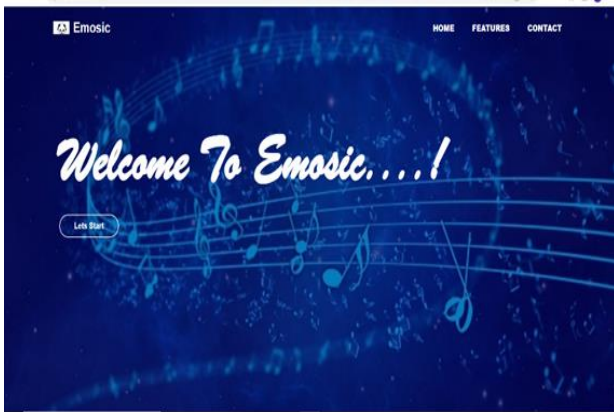 Emosic
HOME FEATURES CONTACT
Welcome To Emosic....!
Lets Start